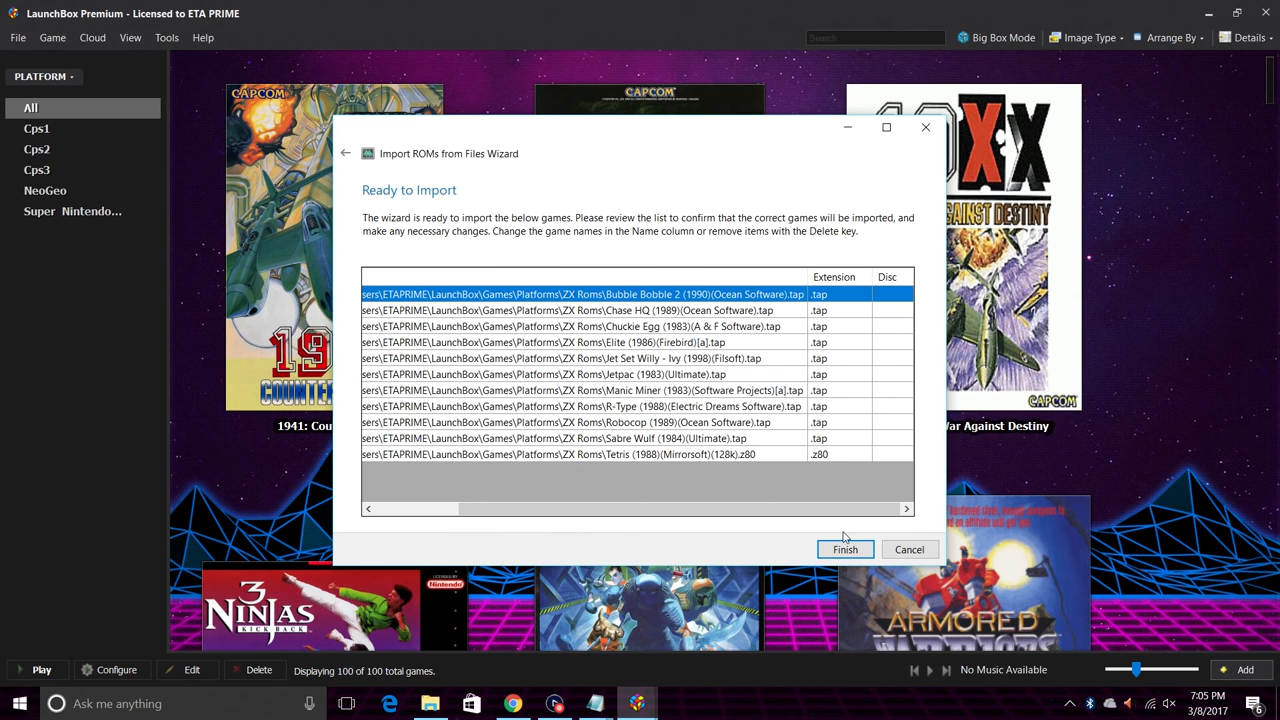 LaunchBox Premium - Licensed to ETA PRIME
File Game Cloud View Tools Help
Search
Big Box Mode
Image Type
Arrange By
Details
PLATFORM
All
Cps1
Cps2
Cps3
NeoGeo
Super Nintendo...
CAPCOM
CAPCOM
19XX
AGAINST DESTINY
CAPCOM
19
COUNTER
1941: Cou
War Against Destiny
Import ROMs from Files Wizard
Ready to Import
The wizard is ready to import the below games. Please review the list to confirm that the correct games will be imported, and
make any necessary changes. Change the game names in the Name column or remove items with the Delete key.
Extension Disc
sers\ETAPRIME\LaunchBox\Games\Platforms\ZX Roms\Bubble Bobble 2 (1990)(Ocean Software).tap .tap
sers\ETAPRIME\LaunchBox\Games\Platforms\ZX Roms\Chase HQ (1989)(Ocean Software).tap .tap
sers\ETAPRIME\LaunchBox\Games\Platforms\ZX Roms\Chuckie Egg (1983)(A & F Software).tap .tap
sers\ETAPRIME\LaunchBox\Games\Platforms\ZX Roms\Elite (1986)(Firebird)[a].tap .tap
sers\ETAPRIME\LaunchBox\Games\Platforms\ZX Roms\Jet Set Willy - Ivy (1998)(Filsoft).tap .tap
sers\ETAPRIME\LaunchBox\Games\Platforms\ZX Roms\Jetpac (1983)(Ultimate).tap .tap
sers\ETAPRIME\LaunchBox\Games\Platforms\ZX Roms\Manic Miner (1983)(Software Projects)[a].tap .tap
sers\ETAPRIME\LaunchBox\Games\Platforms\ZX Roms\R-Type (1988)(Electric Dreams Software).tap .tap
sers\ETAPRIME\LaunchBox\Games\Platforms\ZX Roms\Robocop (1989)(Ocean Software).tap .tap
sers\ETAPRIME\LaunchBox\Games\Platforms\ZX Roms\Sabre Wulf (1984)(Ultimate).tap .tap
sers\ETAPRIME\LaunchBox\Games\Platforms\ZX Roms\Tetris (1988)(Mirrorsoft)(128k).z80 .z80
Finish
Cancel
3 NINJAS
KICK BACK
Nintendo
ARMORED
WARRIORS
Play
Configure
Edit
Delete
Displaying 100 of 100 total games.
No Music Available
Add
Ask me anything
7:05 PM
3/8/2017
6